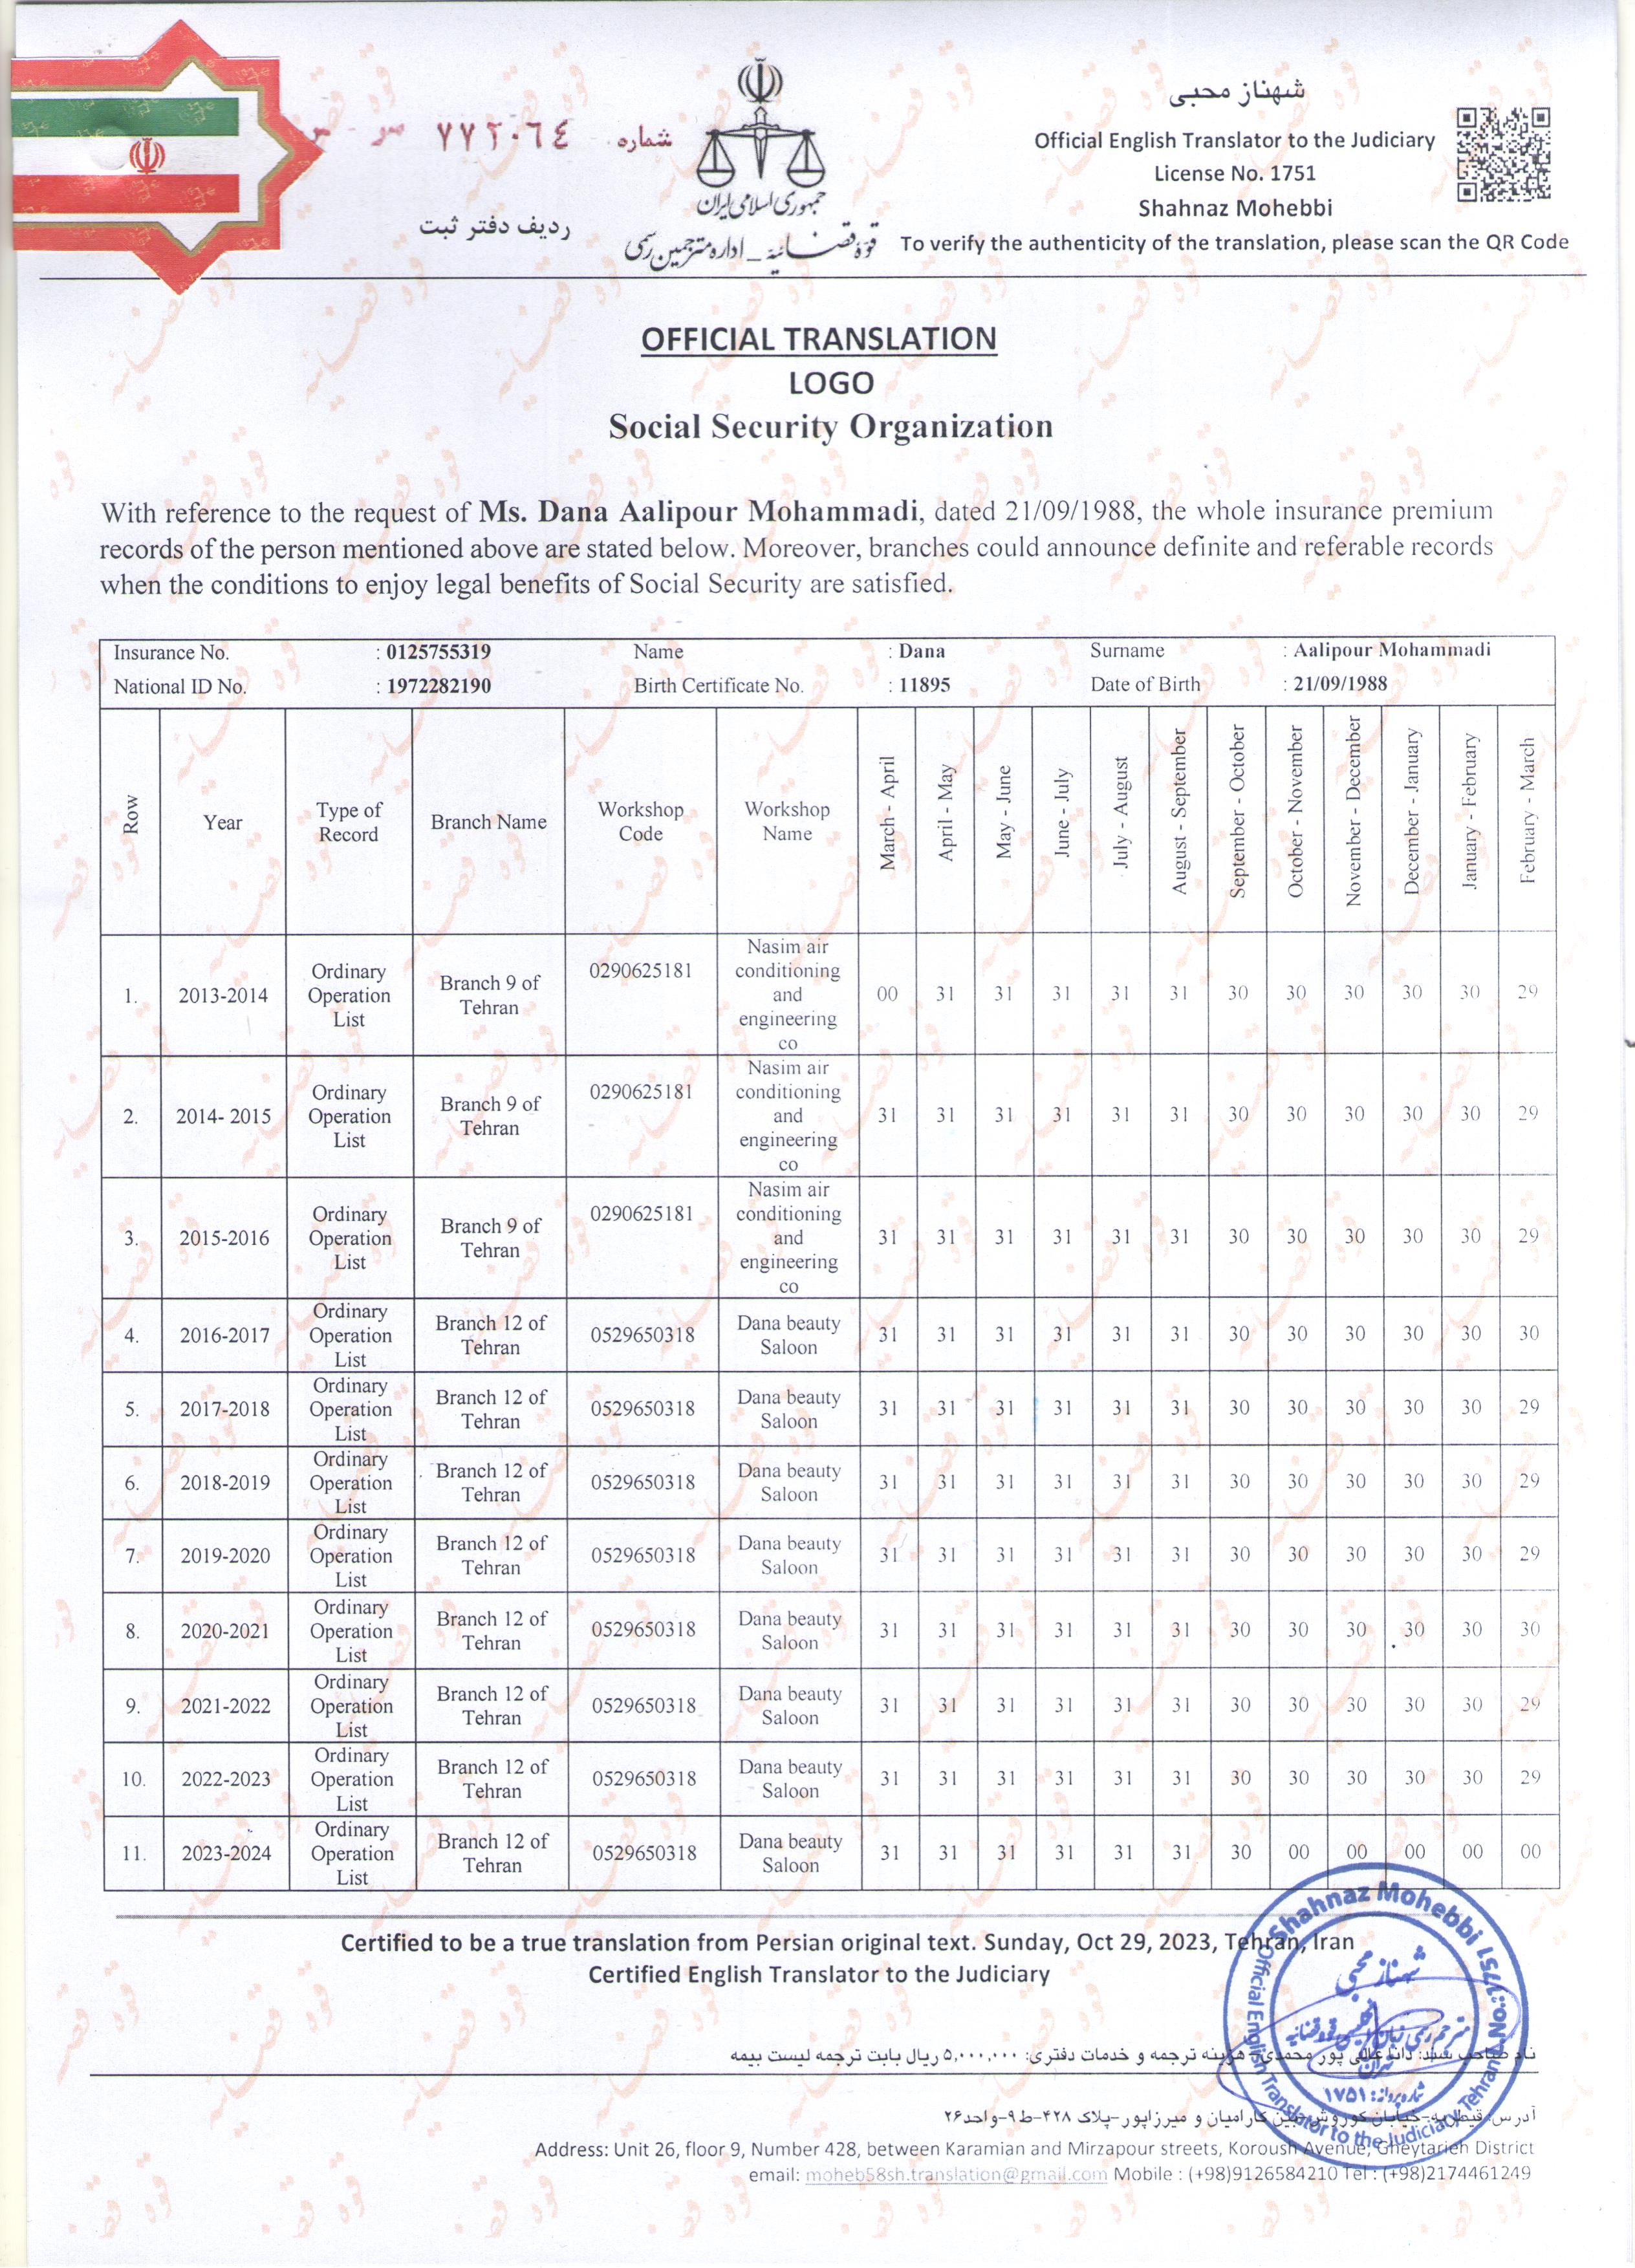 شماره ۷۷۲۰۶۴
ردیف دفتر ثبت
جمهوری اسلامی ایران
قوه قضائیه _ اداره مترجمین رسمی
شهناز محبی
Official English Translator to the Judiciary
License No. 1751
Shahnaz Mohebbi
To verify the authenticity of the translation, please scan the QR Code
OFFICIAL TRANSLATION
LOGO
Social Security Organization
With reference to the request of Ms. Dana Aalipour Mohammadi, dated 21/09/1988, the whole insurance premium
records of the person mentioned above are stated below. Moreover, branches could announce definite and referable records
when the conditions to enjoy legal benefits of Social Security are satisfied.
Insurance No. : 0125755319 Name : Dana Surname : Aalipour Mohammadi
National ID No. : 1972282190 Birth Certificate No. : 11895 Date of Birth : 21/09/1988
Row Year Type of Record Branch Name Workshop Code Workshop Name March - April April - May May - June June - July July - August August - September September - October October - November November - December December - January January - February February - March
1. 2013-2014 Ordinary Operation List Branch 9 of Tehran 0290625181 Nasim air conditioning and engineering co 00 31 31 31 31 31 30 30 30 30 30 29
2. 2014- 2015 Ordinary Operation List Branch 9 of Tehran 0290625181 Nasim air conditioning and engineering co 31 31 31 31 31 31 30 30 30 30 30 29
3. 2015-2016 Ordinary Operation List Branch 9 of Tehran 0290625181 Nasim air conditioning and engineering co 31 31 31 31 31 31 30 30 30 30 30 29
4. 2016-2017 Ordinary Operation List Branch 12 of Tehran 0529650318 Dana beauty Saloon 31 31 31 31 31 31 30 30 30 30 30 30
5. 2017-2018 Ordinary Operation List Branch 12 of Tehran 0529650318 Dana beauty Saloon 31 31 31 31 31 31 30 30 30 30 30 29
6. 2018-2019 Ordinary Operation List Branch 12 of Tehran 0529650318 Dana beauty Saloon 31 31 31 31 31 31 30 30 30 30 30 29
7. 2019-2020 Ordinary Operation List Branch 12 of Tehran 0529650318 Dana beauty Saloon 31 31 31 31 31 31 30 30 30 30 30 29
8. 2020-2021 Ordinary Operation List Branch 12 of Tehran 0529650318 Dana beauty Saloon 31 31 31 31 31 31 30 30 30 30 30 30
9. 2021-2022 Ordinary Operation List Branch 12 of Tehran 0529650318 Dana beauty Saloon 31 31 31 31 31 31 30 30 30 30 30 29
10. 2022-2023 Ordinary Operation List Branch 12 of Tehran 0529650318 Dana beauty Saloon 31 31 31 31 31 31 30 30 30 30 30 29
11. 2023-2024 Ordinary Operation List Branch 12 of Tehran 0529650318 Dana beauty Saloon 31 31 31 31 31 31 30 00 00 00 00 00
Certified to be a true translation from Persian original text. Sunday, Oct 29, 2023, Tehran, Iran
Certified English Translator to the Judiciary
Shahnaz Mohebbi
Official English Translator to the Judiciary, Tehran, No.: 1751
شهناز محبی
مترجم رسمی زبان انگلیسی قوه قضائیه
تهران
شماره پروانه: ۱۷۵۱
نام صاحب سند: دانا عالی پور محمدی- هزینه ترجمه و خدمات دفتری: ۵,۰۰۰,۰۰۰ ریال بابت ترجمه لیست بیمه
آدرس: قیطریه-خیابان کوروش-بین کارامیان و میرزاپور-پلاک ۴۲۸-ط۹-واحد۲۶
Address: Unit 26, floor 9, Number 428, between Karamian and Mirzapour streets, Koroush Avenue, Gheytarieh District
email: moheb58sh.translation@gmail.com Mobile : (+98)9126584210 Tel : (+98)2174461249